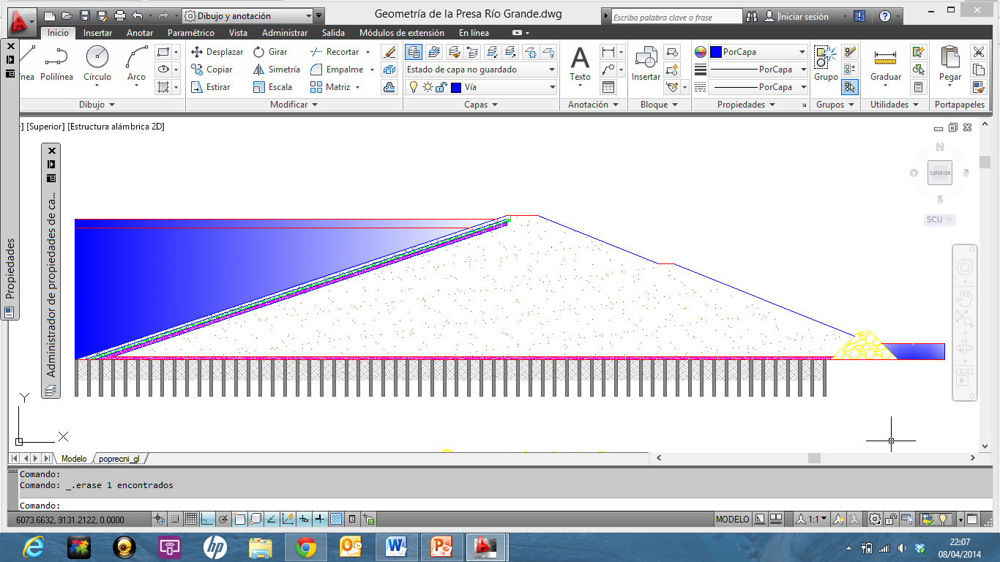 Dibujo y anotación
Geometría de la Presa Río Grande.dwg
Escriba palabra clave o frase
Iniciar sesión
Inicio Insertar Anotar Paramétrico Vista Administrar Salida Módulos de extensión En línea
ínea Polilínea Círculo Arco
Desplazar Girar Recortar
Copiar Simetría Empalme
Estirar Escala Matriz
Estado de capa no guardado
Vía
Texto
Insertar
PorCapa
PorCapa
PorCapa
Grupo
Graduar
Pegar
Dibujo Modificar Capas Anotación Bloque Propiedades Grupos Utilidades Portapapeles
] [Superior] [Estructura alámbrica 2D]
N
O SUPERIOR E
S
SCU
Propiedades
Administrador de propiedades de ca...
Y
X
Modelo poprecni_gl
Comando:
Comando: _.erase 1 encontrados
Comando:
6073.6632, 9131.2122, 0.0000
MODELO
1:1
hp
22:07
08/04/2014